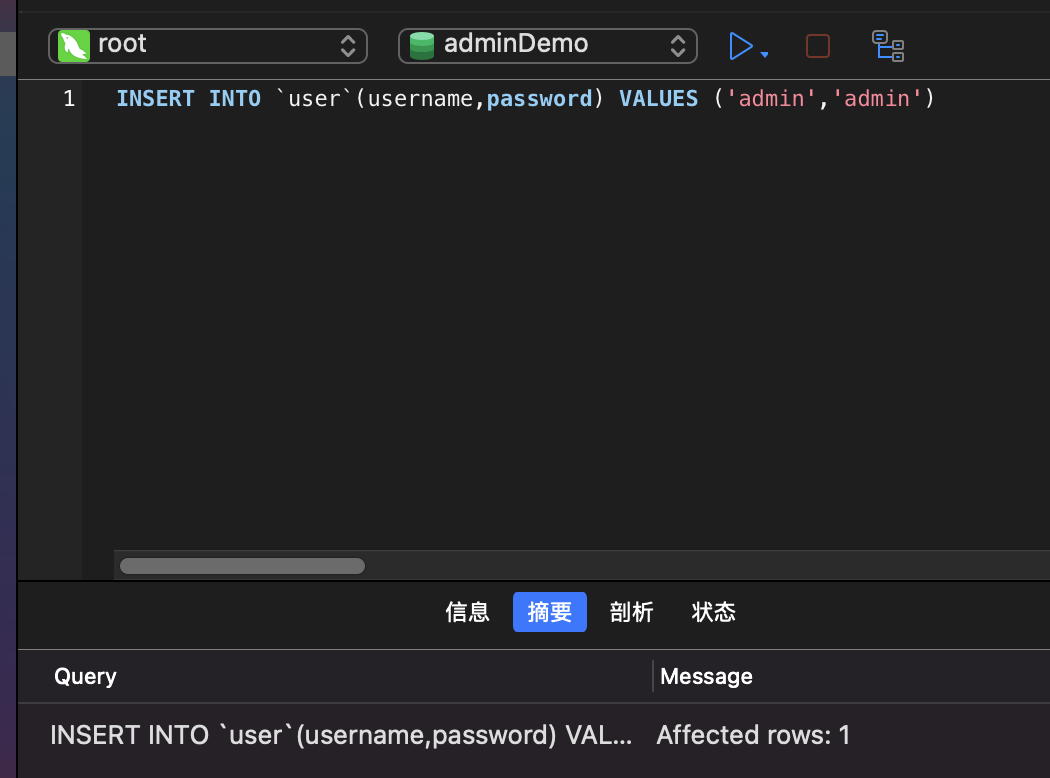 root adminDemo
1 INSERT INTO `user`(username,password) VALUES ('admin','admin')
信息 摘要 剖析 状态
Query Message
INSERT INTO `user`(username,password) VAL... Affected rows: 1